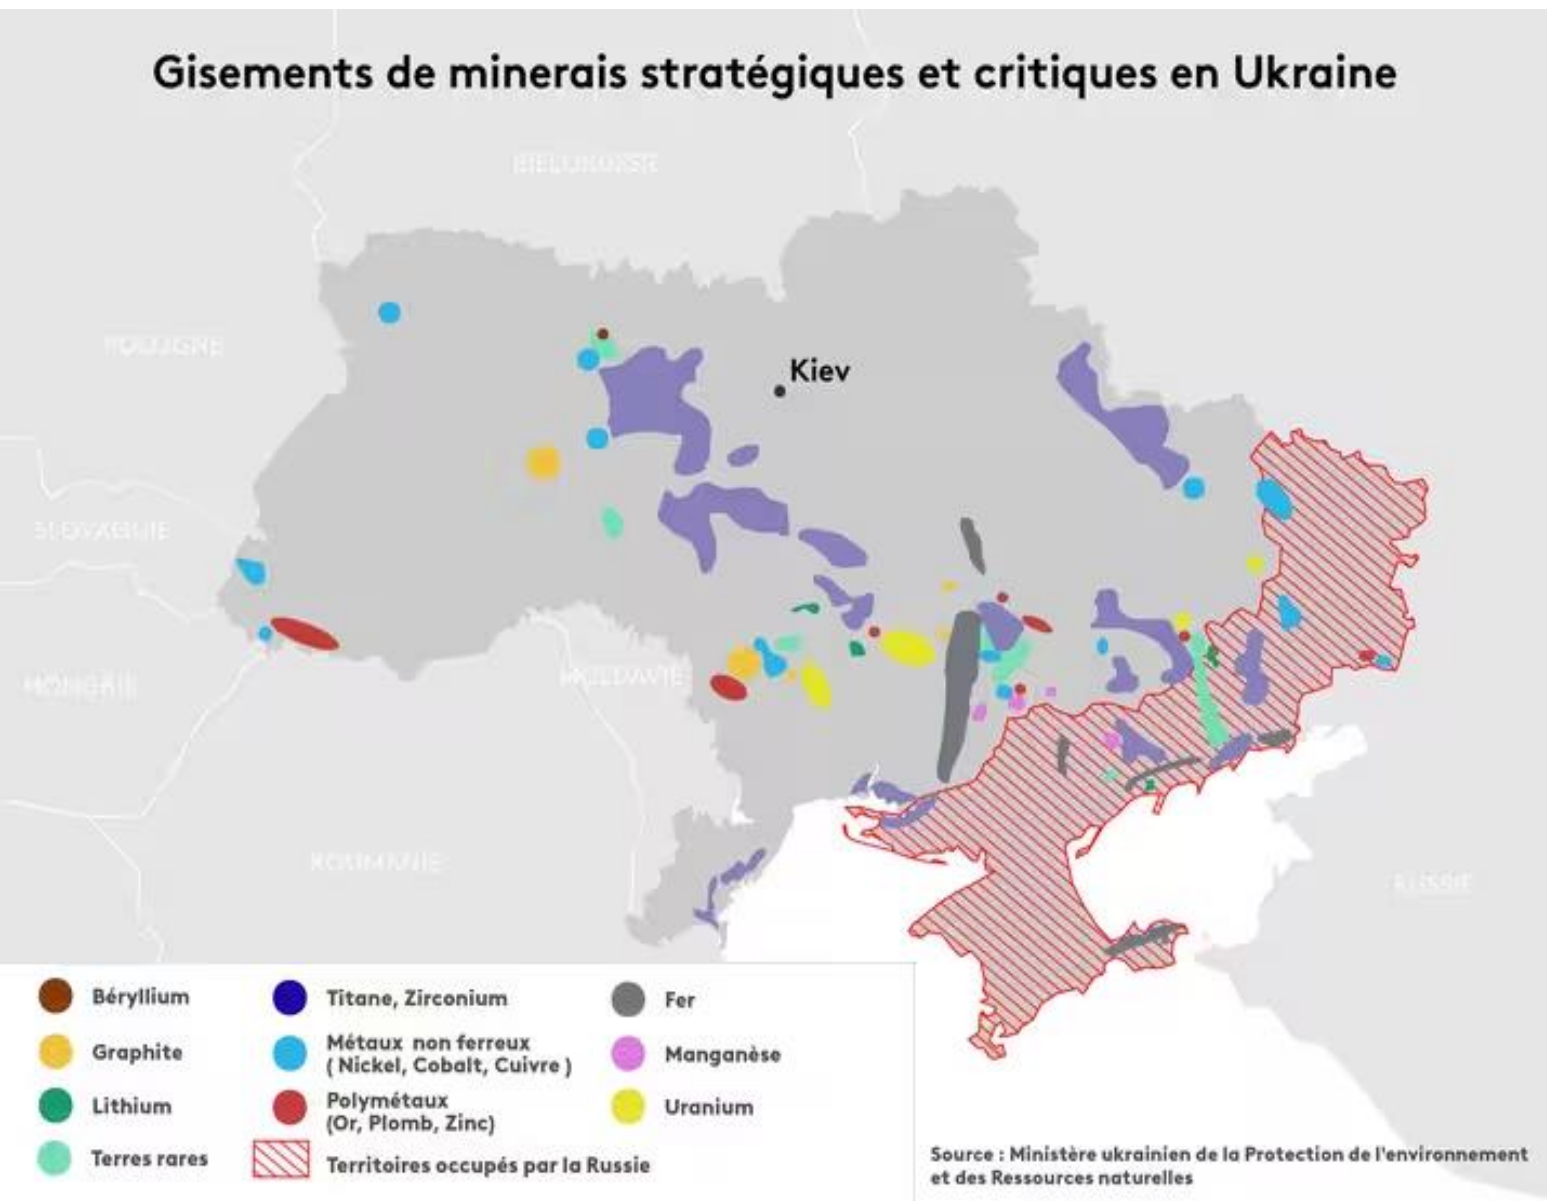 Gisements de minerais stratégiques et critiques en Ukraine
POLOGNE
Kiev
SLOVAQUIE
HONGRIE
MOLDAVIE
ROUMANIE
RUSSIE
Béryllium
Graphite
Lithium
Terres rares
Titane, Zirconium
Métaux non ferreux
( Nickel, Cobalt, Cuivre )
Polymétaux
(Or, Plomb, Zinc)
Territoires occupés par la Russie
Fer
Manganèse
Uranium
Source : Ministère ukrainien de la Protection de l'environnement
et des Ressources naturelles